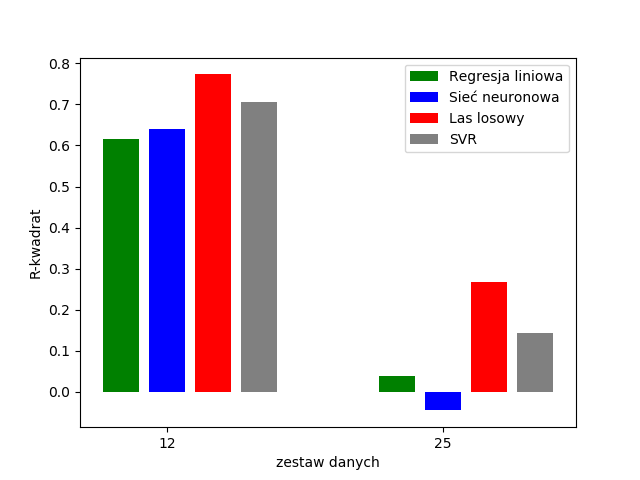 0.8
0.7
0.6
0.5
0.4
0.3
0.2
0.1
0.0
R-kwadrat
Regresja liniowa
Sieć neuronowa
Las losowy
SVR
12
25
zestaw danych